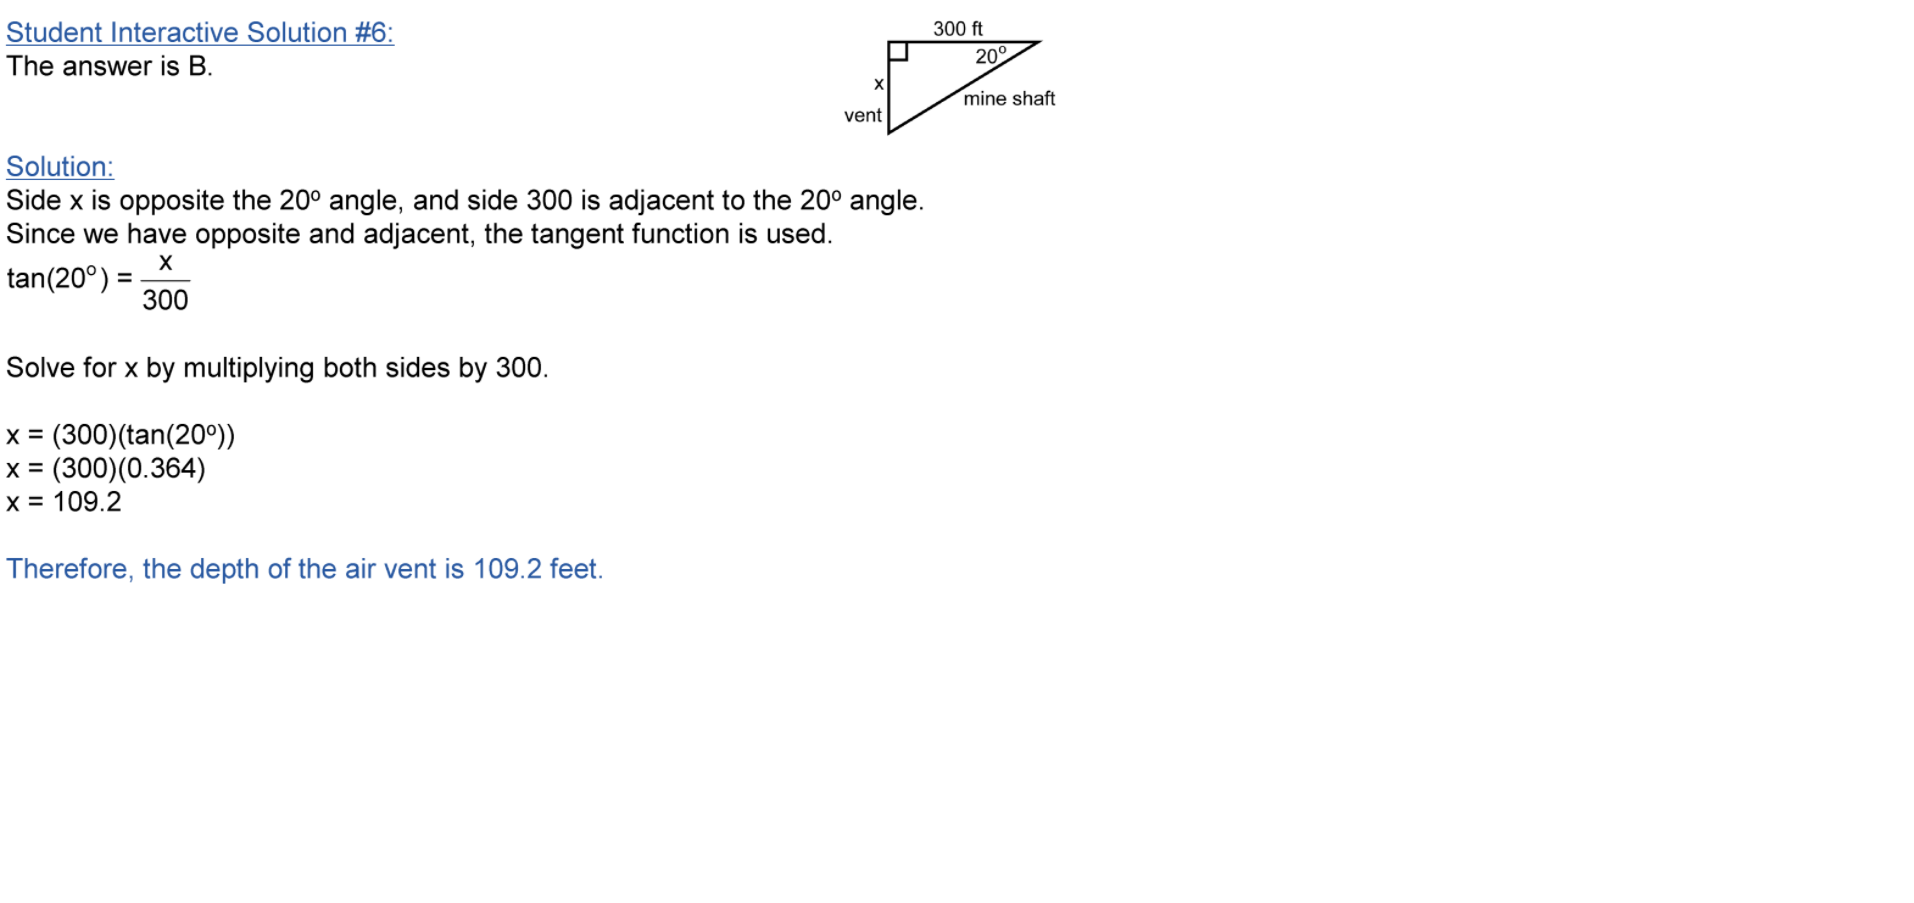 Student Interactive Solution #6:
The answer is B.
300 ft
20º
x
mine shaft
vent
Solution:
Side x is opposite the 20º angle, and side 300 is adjacent to the 20º angle.
Since we have opposite and adjacent, the tangent function is used.
tan(20º) = x
300
Solve for x by multiplying both sides by 300.
x = (300)(tan(20º))
x = (300)(0.364)
x = 109.2
Therefore, the depth of the air vent is 109.2 feet.